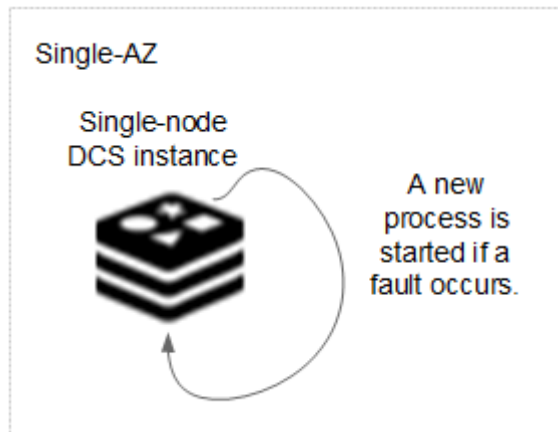 Single-AZ
Single-node
DCS instance
A new
process is
started if a
fault occurs.